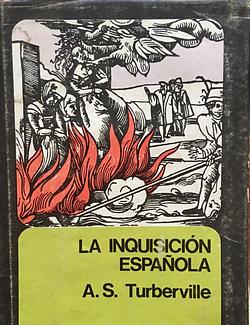 LA INQUISICIÓN
ESPAÑOLA
A. S. Turberville